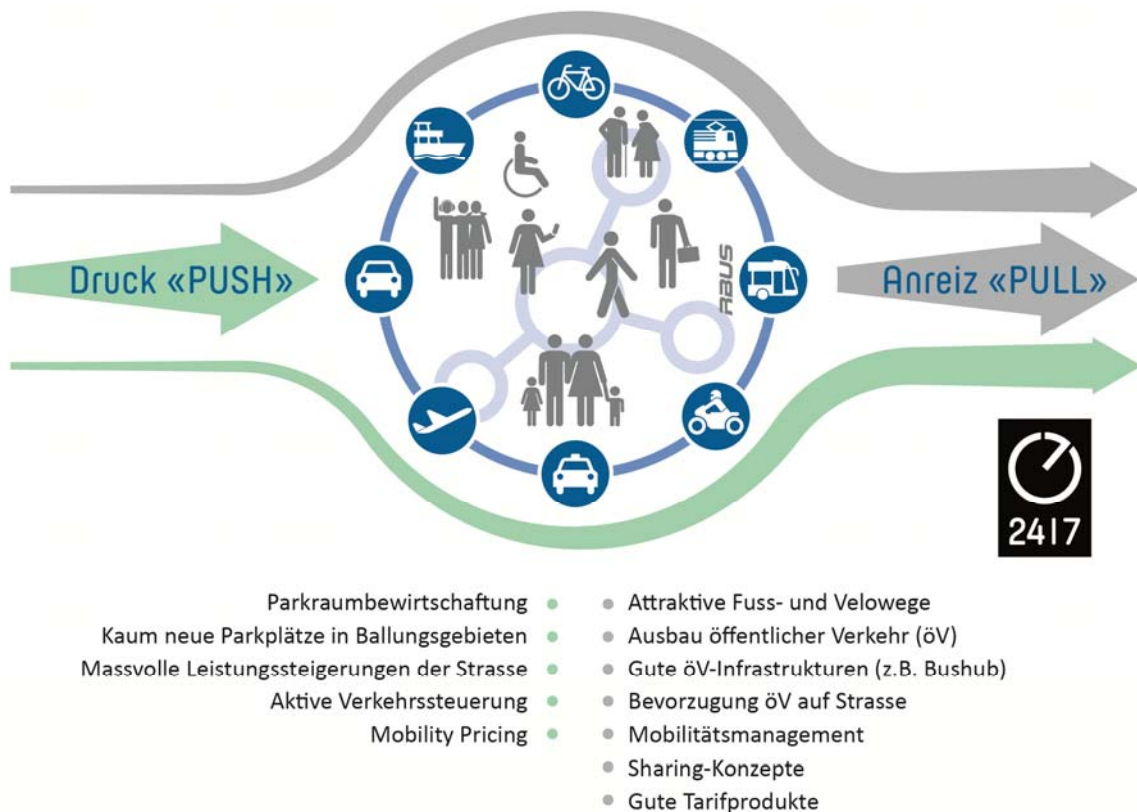 Druck «PUSH»
RBUS
Anreiz «PULL»
24|7
Parkraumbewirtschaftung
Kaum neue Parkplätze in Ballungsgebieten
Massvolle Leistungssteigerungen der Strasse
Aktive Verkehrssteuerung
Mobility Pricing
Attraktive Fuss- und Velowege
Ausbau öffentlicher Verkehr (öV)
Gute öV-Infrastrukturen (z.B. Bushub)
Bevorzugung öV auf Strasse
Mobilitätsmanagement
Sharing-Konzepte
Gute Tarifprodukte